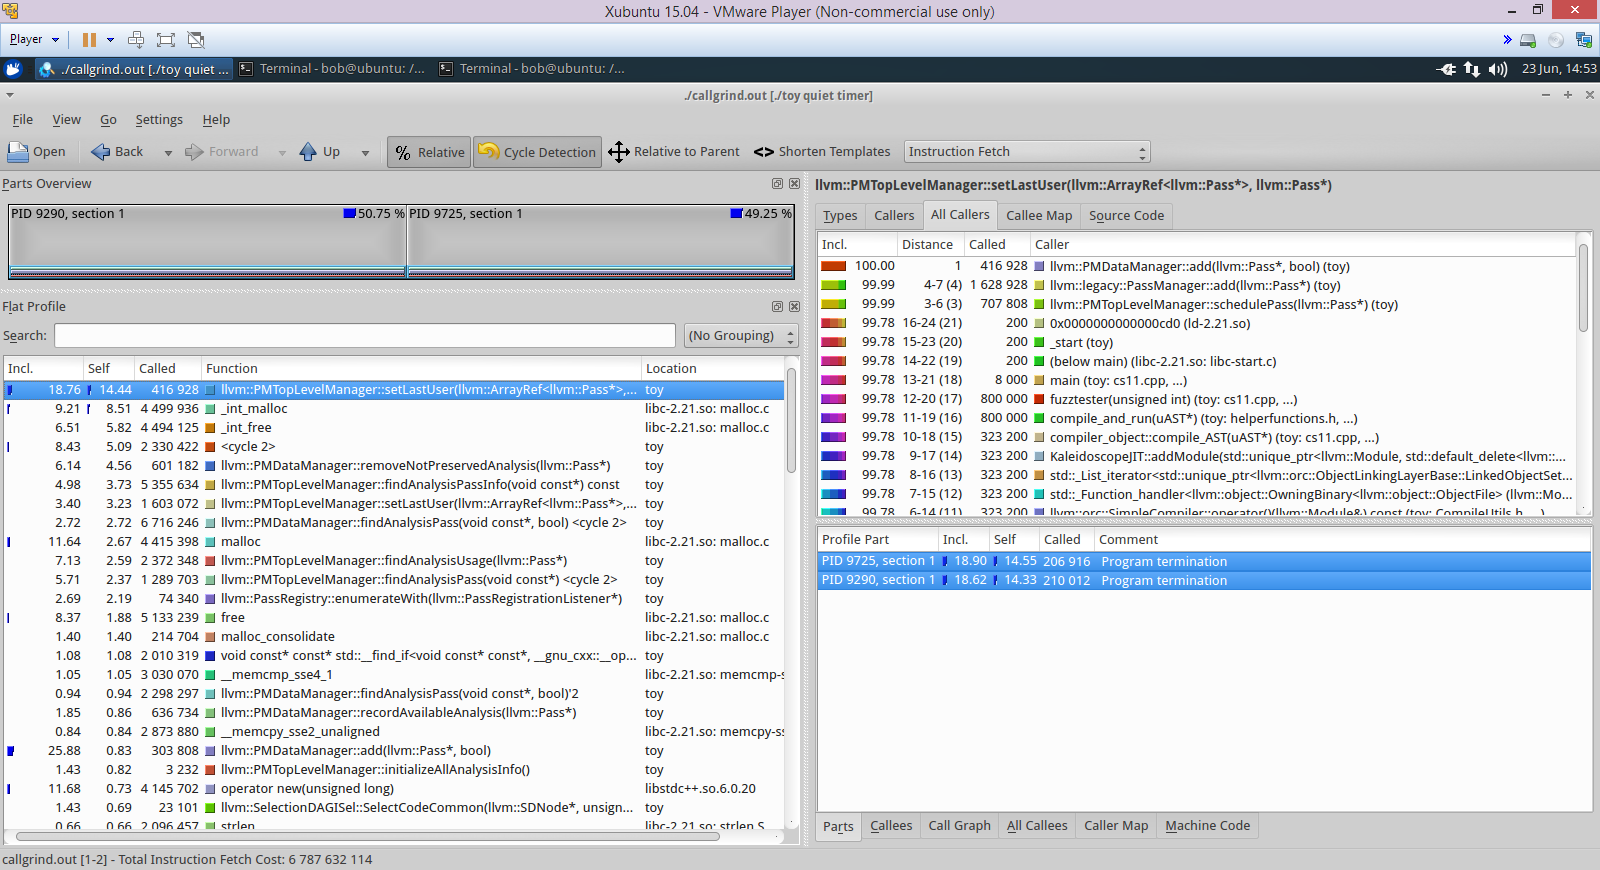 Xubuntu 15.04 - VMware Player (Non-commercial use only)
Player
./callgrind.out [./toy quiet ...
Terminal - bob@ubuntu: /...
Terminal - bob@ubuntu: /...
23 Jun, 14:53
./callgrind.out [./toy quiet timer]
File View Go Settings Help
Open Back Forward Up % Relative Cycle Detection Relative to Parent <> Shorten Templates Instruction Fetch
Parts Overview
PID 9290, section 1 50.75 % PID 9725, section 1 49.25 %
Flat Profile
Search: (No Grouping)
Incl. Self Called Function Location
18.76 14.44 416 928 llvm::PMTopLevelManager::setLastUser(llvm::ArrayRef<llvm::Pass*>,... toy
9.21 8.51 4 499 936 _int_malloc libc-2.21.so: malloc.c
6.51 5.82 4 494 125 _int_free libc-2.21.so: malloc.c
8.43 5.09 2 330 422 <cycle 2> toy
6.14 4.56 601 182 llvm::PMDataManager::removeNotPreservedAnalysis(llvm::Pass*) toy
4.98 3.73 5 355 634 llvm::PMTopLevelManager::findAnalysisPassInfo(void const*) const toy
3.40 3.23 1 603 072 llvm::PMTopLevelManager::setLastUser(llvm::ArrayRef<llvm::Pass*>,... toy
2.72 2.72 6 716 246 llvm::PMDataManager::findAnalysisPass(void const*, bool) <cycle 2> toy
11.64 2.67 4 415 398 malloc libc-2.21.so: malloc.c
7.13 2.59 2 372 348 llvm::PMTopLevelManager::findAnalysisUsage(llvm::Pass*) toy
5.71 2.37 1 289 703 llvm::PMTopLevelManager::findAnalysisPass(void const*) <cycle 2> toy
2.69 2.19 74 340 llvm::PassRegistry::enumerateWith(llvm::PassRegistrationListener*) toy
8.37 1.88 5 133 239 free libc-2.21.so: malloc.c
1.40 1.40 214 704 malloc_consolidate libc-2.21.so: malloc.c
1.08 1.08 2 010 319 void const* const* std::__find_if<void const* const*, __gnu_cxx::__op... toy
1.05 1.05 3 030 070 __memcmp_sse4_1 libc-2.21.so: memcmp-s
0.94 0.94 2 298 297 llvm::PMDataManager::findAnalysisPass(void const*, bool)'2 toy
1.85 0.86 636 734 llvm::PMDataManager::recordAvailableAnalysis(llvm::Pass*) toy
0.84 0.84 2 873 880 __memcpy_sse2_unaligned libc-2.21.so: memcpy-ss
25.88 0.83 303 808 llvm::PMDataManager::add(llvm::Pass*, bool) toy
1.43 0.82 3 232 llvm::PMTopLevelManager::initializeAllAnalysisInfo() toy
11.68 0.73 4 145 702 operator new(unsigned long) libstdc++.so.6.0.20
1.43 0.69 23 101 llvm::SelectionDAGISel::SelectCodeCommon(llvm::SDNode*, unsign... toy
0.66 0.66 2 096 457 strlen libc-2.21.so: strlen.S
callgrind.out [1-2] - Total Instruction Fetch Cost: 6 787 632 114
llvm::PMTopLevelManager::setLastUser(llvm::ArrayRef<llvm::Pass*>, llvm::Pass*)
Types Callers All Callers Callee Map Source Code
Incl. Distance Called Caller
100.00 1 416 928 llvm::PMDataManager::add(llvm::Pass*, bool) (toy)
99.99 4-7 (4) 1 628 928 llvm::legacy::PassManager::add(llvm::Pass*) (toy)
99.99 3-6 (3) 707 808 llvm::PMTopLevelManager::schedulePass(llvm::Pass*) (toy)
99.78 16-24 (21) 200 0x0000000000000cd0 (ld-2.21.so)
99.78 15-23 (20) 200 _start (toy)
99.78 14-22 (19) 200 (below main) (libc-2.21.so: libc-start.c)
99.78 13-21 (18) 8 000 main (toy: cs11.cpp, ...)
99.78 12-20 (17) 800 000 fuzztester(unsigned int) (toy: cs11.cpp, ...)
99.78 11-19 (16) 800 000 compile_and_run(uAST*) (toy: helperfunctions.h, ...)
99.78 10-18 (15) 323 200 compiler_object::compile_AST(uAST*) (toy: cs11.cpp, ...)
99.78 9-17 (14) 323 200 KaleidoscopeJIT::addModule(std::unique_ptr<llvm::Module, std::default_delete<llvm::...
99.78 8-16 (13) 323 200 std::_List_iterator<std::unique_ptr<llvm::orc::ObjectLinkingLayerBase::LinkedObjectSet...
99.78 7-15 (12) 323 200 std::_Function_handler<llvm::object::OwningBinary<llvm::object::ObjectFile> (llvm::Mo...
99.78 6-14 (11) 323 200 llvm::orc::SimpleCompiler::operator()(llvm::Module&) const (toy: CompileUtils.h, ...)
Profile Part Incl. Self Called Comment
PID 9725, section 1 18.90 14.55 206 916 Program termination
PID 9290, section 1 18.62 14.33 210 012 Program termination
Parts Callees Call Graph All Callees Caller Map Machine Code